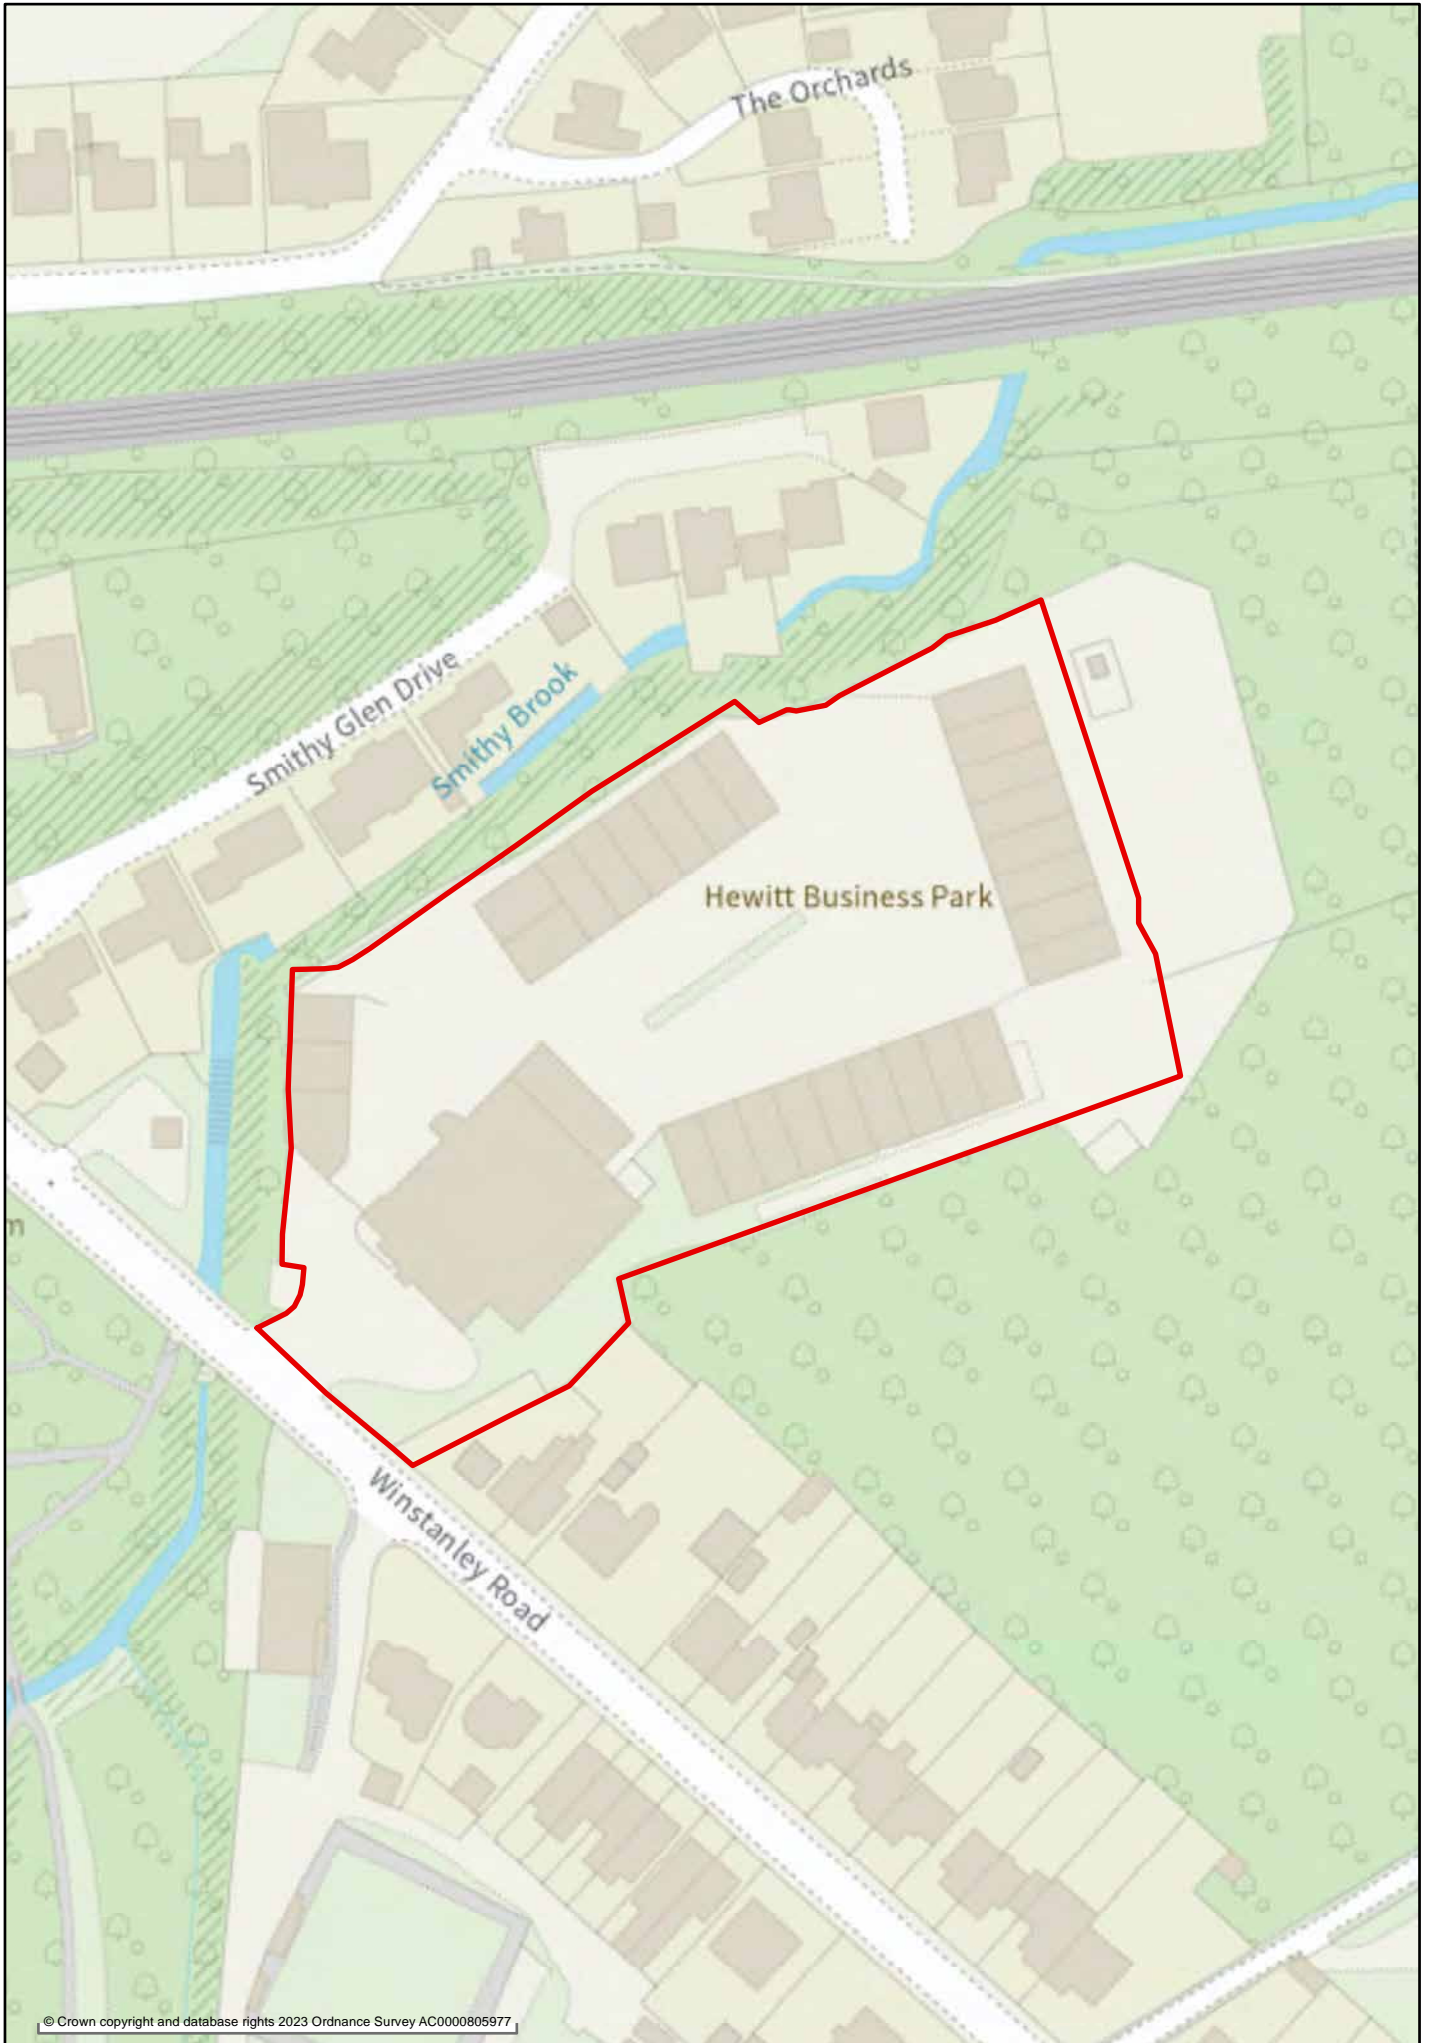 The Orchards
Smithy Glen Drive
Smithy Brook
Hewitt Business Park
m
Winstanley Road
© Crown copyright and database rights 2023 Ordnance Survey AC0000805977